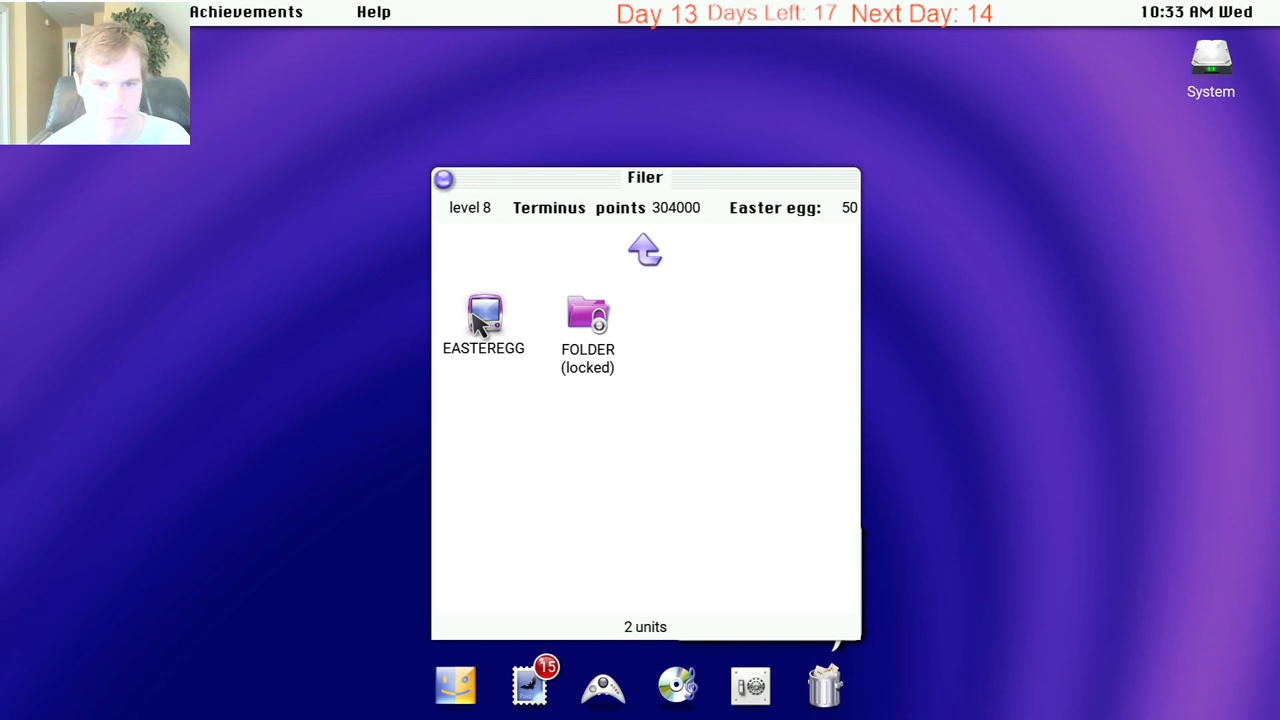 Achievements Help Day 13 Days Left: 17 Next Day: 14 10:33 AM Wed
System
Filer
level 8 Terminus points 304000 Easter egg: 50
EASTEREGG
FOLDER
(locked)
2 units
15